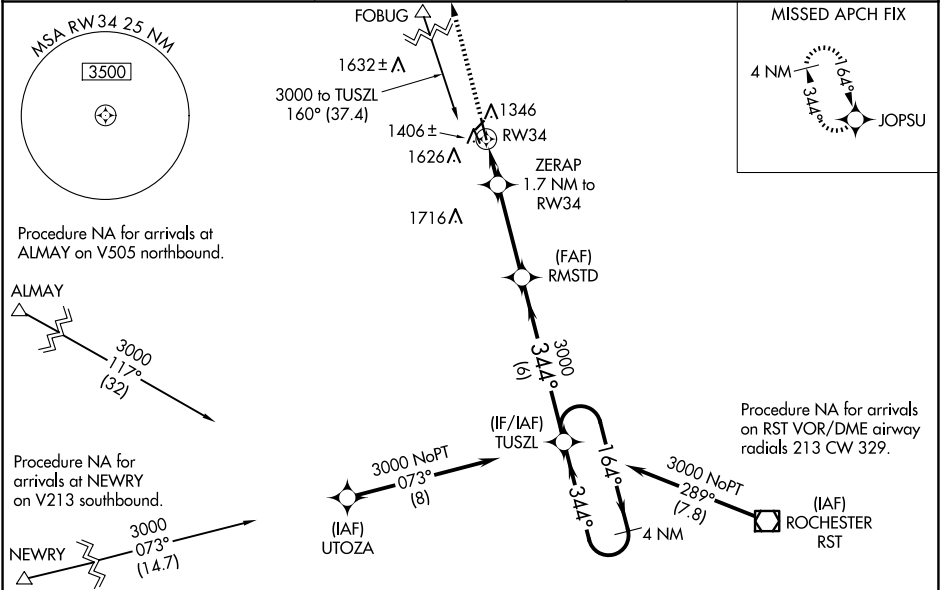 MSA RW34 25 NM
3500
Procedure NA for arrivals at
ALMAY on V505 northbound.
ALMAY
3000
117°
(32)
Procedure NA for
arrivals at NEWRY
on V213 southbound.
NEWRY
3000
073°
(14.7)
FOBUG
1632±
3000 to TUSZL
160° (37.4)
1346
1406±
RW34
1626
ZERAP
1.7 NM to
RW34
1716
(FAF)
RMSTD
3000
344°
(6)
(IF/IAF)
TUSZL
3000 NoPT
073°
(8)
(IAF)
UTOZA
164°
344°
4 NM
3000 NoPT
289°
(7.8)
(IAF)
ROCHESTER
RST
Procedure NA for arrivals
on RST VOR/DME airway
radials 213 CW 329.
MISSED APCH FIX
4 NM
164°
344°
JOPSU